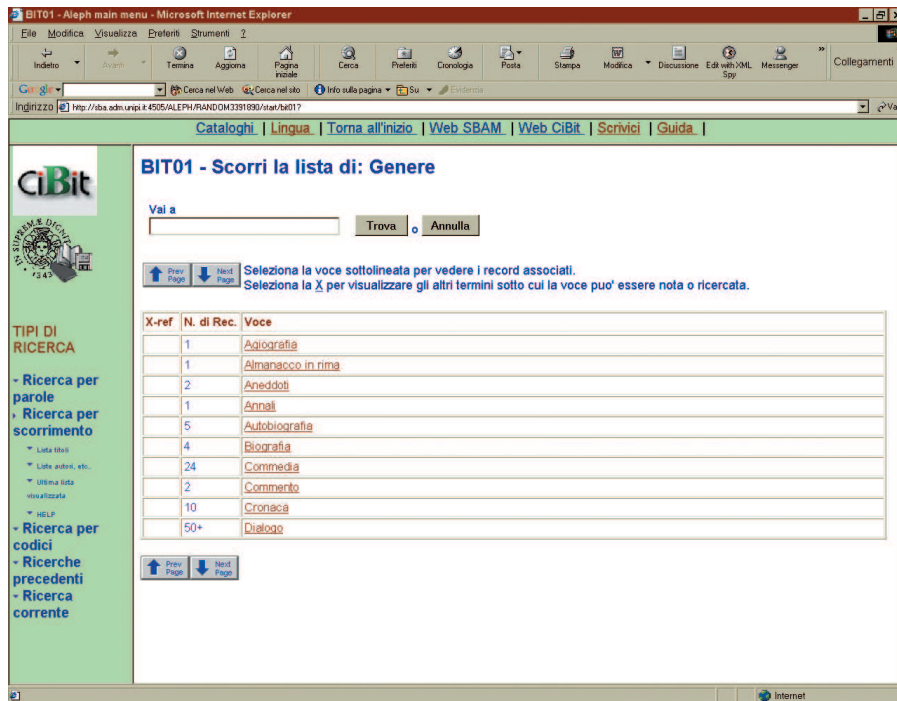 BIT01 - Aleph main menu - Microsoft Internet Explorer
File Modifica Visualizza Preferiti Strumenti ?
Indietro Avanti Termina Aggiorna Pagina iniziale Cerca Preferiti Cronologia Posta Stampa Modifica Discussione Edit with XML Spy Messenger » Collegamenti
Google Cerca nel Web Cerca nel sito Info sulla pagina Su Evidenzia
Indirizzo http://sba.adm.unipi.it:4505/ALEPH/RANDOM3391890/start/bit01?
Cataloghi | Lingua | Torna all'inizio | Web SBAM | Web CiBit | Scrivici | Guida |
CiBit
BIT01 - Scorri la lista di: Genere
Vai a
Trova o Annulla
IN SUPREMÆ DIGNI
1343
Prev Page Next Page
Seleziona la voce sottolineata per vedere i record associati.
Seleziona la X per visualizzare gli altri termini sotto cui la voce puo' essere nota o ricercata.
TIPI DI
RICERCA
- Ricerca per
parole
Ricerca per
scorrimento
Lista titoli
Liste autori, etc.
Ultima lista
visualizzata
HELP
- Ricerca per
codici
- Ricerche
precedenti
- Ricerca
corrente
X-ref N. di Rec. Voce
1 Agiografia
1 Almanacco in rima
2 Aneddoti
1 Annali
5 Autobiografia
4 Biografia
24 Commedia
2 Commento
10 Cronaca
50+ Dialogo
Prev Page Next Page
Internet